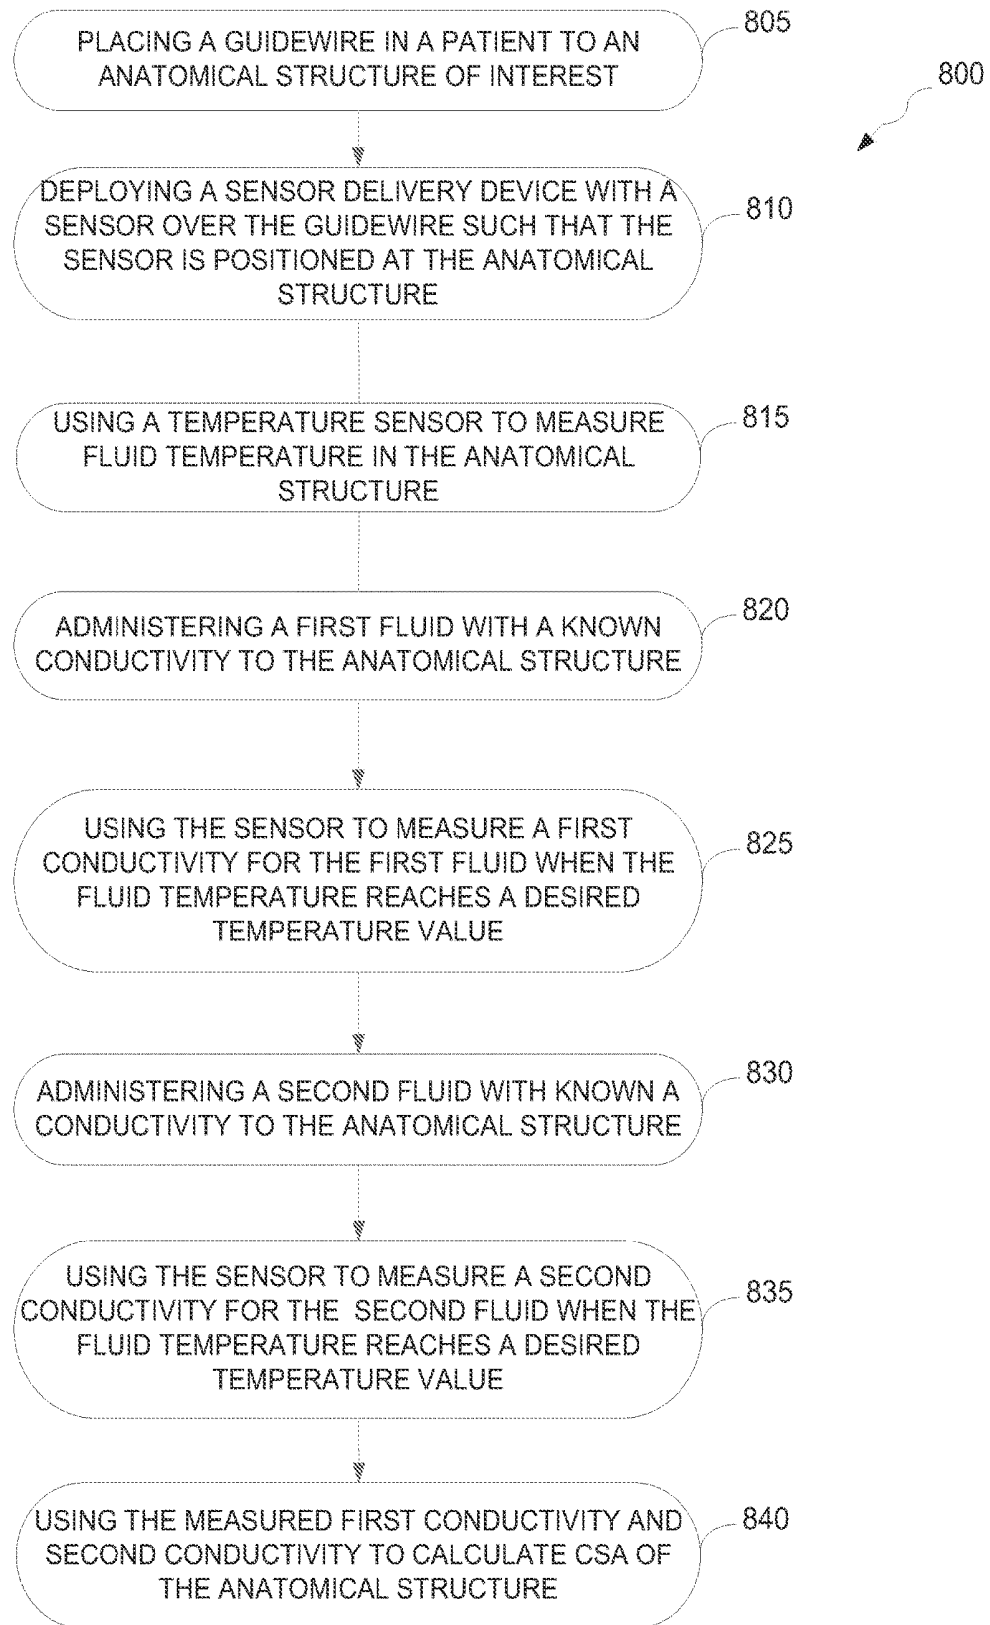 PLACING A GUIDEWIRE IN A PATIENT TO AN
ANATOMICAL STRUCTURE OF INTEREST
805
800
DEPLOYING A SENSOR DELIVERY DEVICE WITH A
SENSOR OVER THE GUIDEWIRE SUCH THAT THE
SENSOR IS POSITIONED AT THE ANATOMICAL
STRUCTURE
810
USING A TEMPERATURE SENSOR TO MEASURE
FLUID TEMPERATURE IN THE ANATOMICAL
STRUCTURE
815
ADMINISTERING A FIRST FLUID WITH A KNOWN
CONDUCTIVITY TO THE ANATOMICAL STRUCTURE
820
USING THE SENSOR TO MEASURE A FIRST
CONDUCTIVITY FOR THE FIRST FLUID WHEN THE
FLUID TEMPERATURE REACHES A DESIRED
TEMPERATURE VALUE
825
ADMINISTERING A SECOND FLUID WITH KNOWN A
CONDUCTIVITY TO THE ANATOMICAL STRUCTURE
830
USING THE SENSOR TO MEASURE A SECOND
CONDUCTIVITY FOR THE SECOND FLUID WHEN THE
FLUID TEMPERATURE REACHES A DESIRED
TEMPERATURE VALUE
835
USING THE MEASURED FIRST CONDUCTIVITY AND
SECOND CONDUCTIVITY TO CALCULATE CSA OF
THE ANATOMICAL STRUCTURE
840